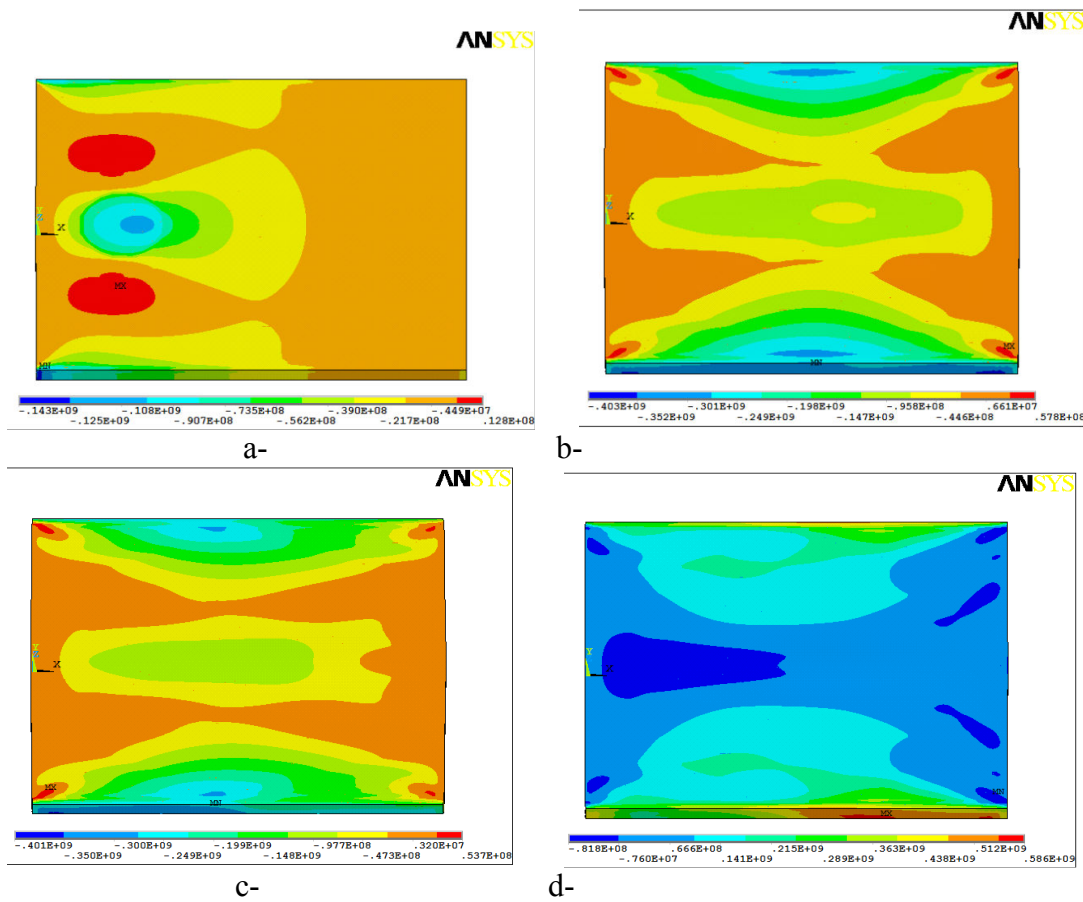 ANSYS
ANSYS
Y
Z
X
X
MX
MX
MN
MN
-.143E+09 -.108E+09 -.735E+08 -.390E+08 -.449E+07
-.125E+09 -.907E+08 -.562E+08 -.217E+08 .128E+08
-.403E+09 -.301E+09 -.198E+09 -.958E+08 .661E+07
-.352E+09 -.249E+09 -.147E+09 -.446E+08 .578E+08
a- b-
ANSYS
ANSYS
Y
Z
X
Y
X
MX
MN
MN
MX
-.401E+09 -.300E+09 -.199E+09 -.977E+08 .320E+07
-.350E+09 -.249E+09 -.148E+09 -.473E+08 .537E+08
-.818E+08 .666E+08 .215E+09 .363E+09 .512E+09
-.760E+07 .141E+09 .289E+09 .438E+09 .586E+09
c- d-